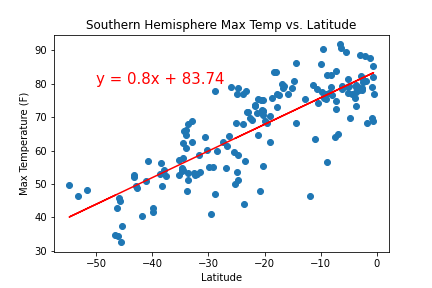 Southern Hemisphere Max Temp vs. Latitude
90
80
70
60
50
40
30
Max Temperature (F)
y = 0.8x + 83.74
−50 −40 −30 −20 −10 0
Latitude